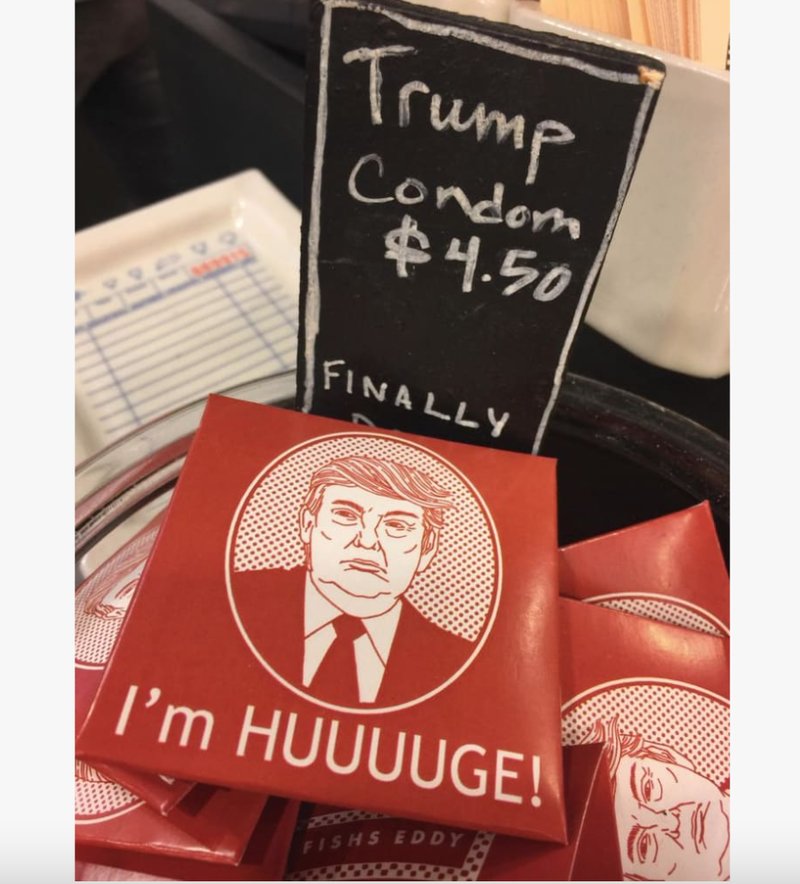 Trump
Condom
$4.50
FINALLY
I'm HUUUUGE!
FISHS EDDY